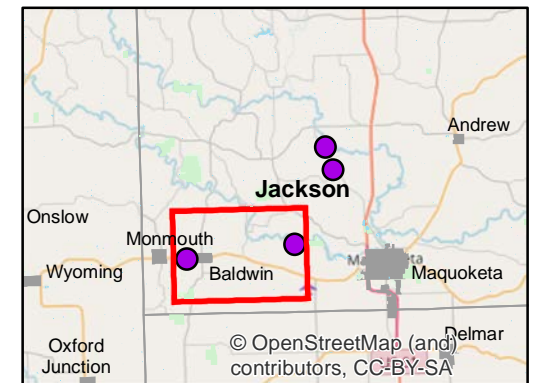 Andrew
Jackson
Onslow
Monmouth
Wyoming
Baldwin
Maquoketa
Oxford
Junction
Delmar
© OpenStreetMap (and)
contributors, CC-BY-SA